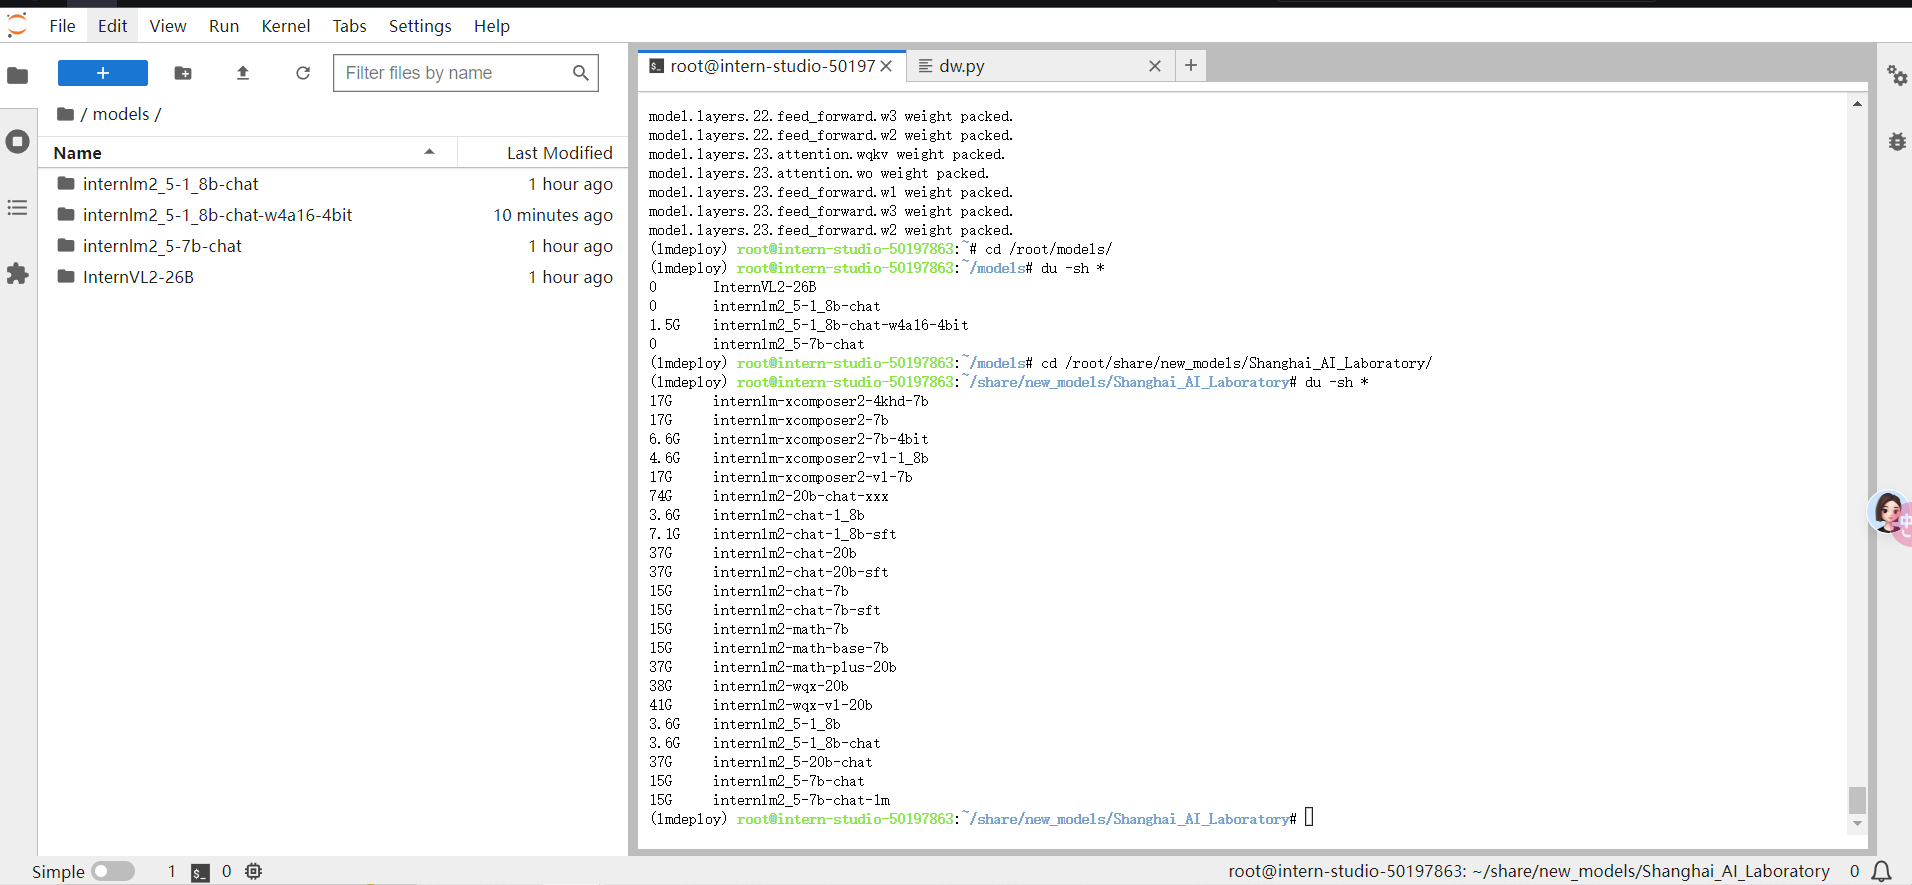 File Edit View Run Kernel Tabs Settings Help
+
Filter files by name
/ models /
Name Last Modified
internlm2_5-1_8b-chat 1 hour ago
internlm2_5-1_8b-chat-w4a16-4bit 10 minutes ago
internlm2_5-7b-chat 1 hour ago
InternVL2-26B 1 hour ago
root@intern-studio-50197 dw.py +
model.layers.22.feed_forward.w3 weight packed.
model.layers.22.feed_forward.w2 weight packed.
model.layers.23.attention.wqkv weight packed.
model.layers.23.attention.wo weight packed.
model.layers.23.feed_forward.w1 weight packed.
model.layers.23.feed_forward.w3 weight packed.
model.layers.23.feed_forward.w2 weight packed.
(lmdeploy) root@intern-studio-50197863:~# cd /root/models/
(lmdeploy) root@intern-studio-50197863:~/models# du -sh *
0 InternVL2-26B
0 internlm2_5-1_8b-chat
1.5G internlm2_5-1_8b-chat-w4a16-4bit
0 internlm2_5-7b-chat
(lmdeploy) root@intern-studio-50197863:~/models# cd /root/share/new_models/Shanghai_AI_Laboratory/
(lmdeploy) root@intern-studio-50197863:~/share/new_models/Shanghai_AI_Laboratory# du -sh *
17G internlm-xcomposer2-4khd-7b
17G internlm-xcomposer2-7b
6.6G internlm-xcomposer2-7b-4bit
4.6G internlm-xcomposer2-vl-1_8b
17G internlm-xcomposer2-vl-7b
74G internlm2-20b-chat-xxx
3.6G internlm2-chat-1_8b
7.1G internlm2-chat-1_8b-sft
37G internlm2-chat-20b
37G internlm2-chat-20b-sft
15G internlm2-chat-7b
15G internlm2-chat-7b-sft
15G internlm2-math-7b
15G internlm2-math-base-7b
37G internlm2-math-plus-20b
38G internlm2-wqx-20b
41G internlm2-wqx-vl-20b
3.6G internlm2_5-1_8b
3.6G internlm2_5-1_8b-chat
37G internlm2_5-20b-chat
15G internlm2_5-7b-chat
15G internlm2_5-7b-chat-1m
(lmdeploy) root@intern-studio-50197863:~/share/new_models/Shanghai_AI_Laboratory#
中
Simple 1 0 root@intern-studio-50197863: ~/share/new_models/Shanghai_AI_Laboratory 0